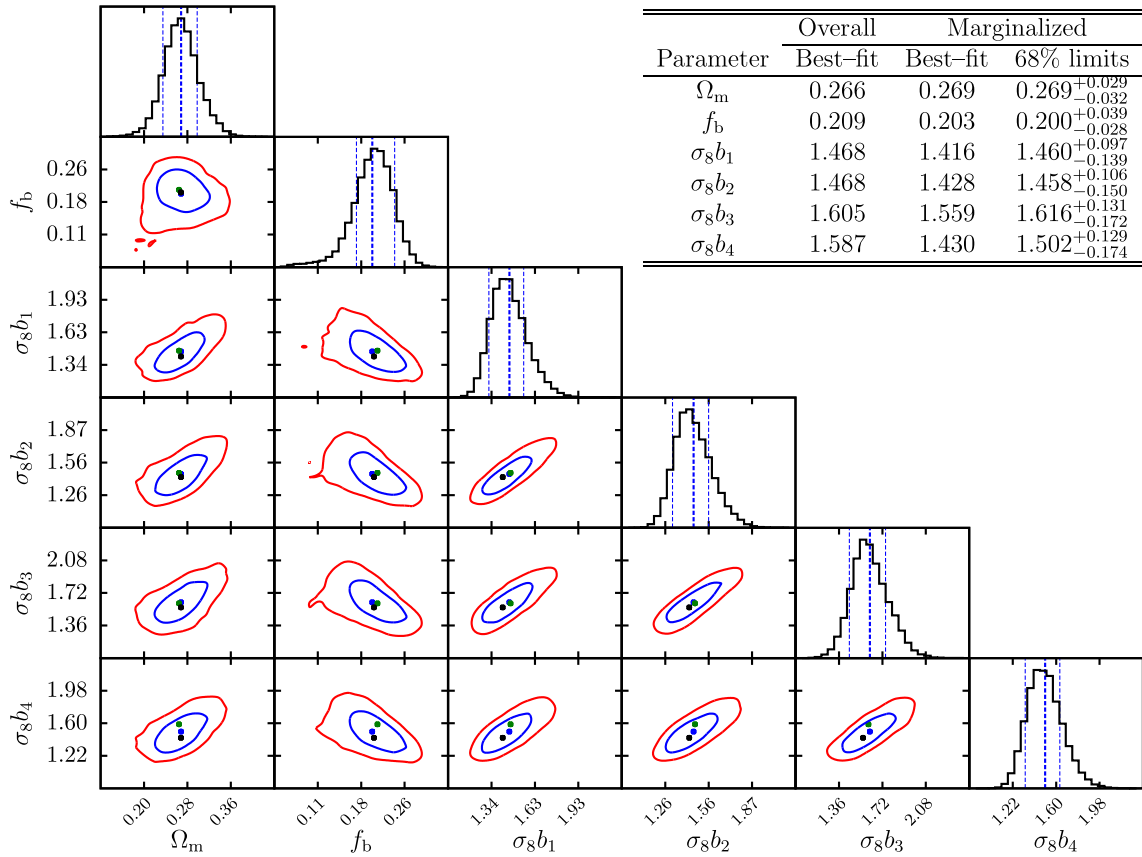 Overall Marginalized
Parameter Best–fit Best–fit 68% limits
Ωm 0.266 0.269 0.269 +0.029 −0.032
fb 0.209 0.203 0.200 +0.039 −0.028
σ8b1 1.468 1.416 1.460 +0.097 −0.139
σ8b2 1.468 1.428 1.458 +0.106 −0.150
σ8b3 1.605 1.559 1.616 +0.131 −0.172
σ8b4 1.587 1.430 1.502 +0.129 −0.174
0.26
fb 0.18
0.11
1.93
σ8b1 1.63
1.34
1.87
σ8b2 1.56
1.26
2.08
σ8b3 1.72
1.36
1.98
σ8b4 1.60
1.22
0.20 0.28 0.36 0.11 0.18 0.26 1.34 1.63 1.93 1.26 1.56 1.87 1.36 1.72 2.08 1.22 1.60 1.98
Ωm fb σ8b1 σ8b2 σ8b3 σ8b4